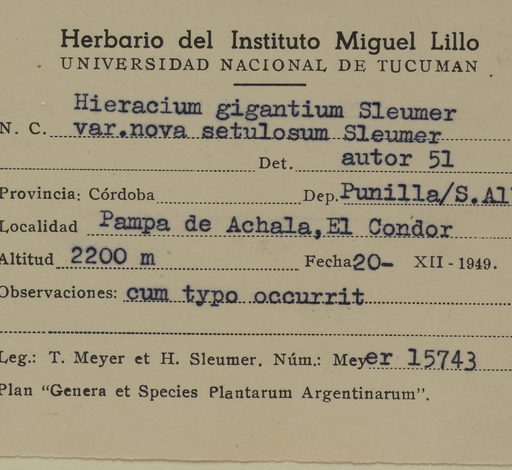 Herbario del Instituto Miguel Lillo
UNIVERSIDAD NACIONAL DE TUCUMAN
Hieracium gigantium Sleumer
N. C. var.nova setulosum Sleumer
Det. autor 51
Provincia: Córdoba Dep. Punilla/S.Al
Localidad Pampa de Achala,El Condor
Altitud 2200 m Fecha 20- XII - 1949.
Observaciones: cum typo occurrit
Leg.: T. Meyer et H. Sleumer. Núm.: Meyer 15743
Plan "Genera et Species Plantarum Argentinarum".